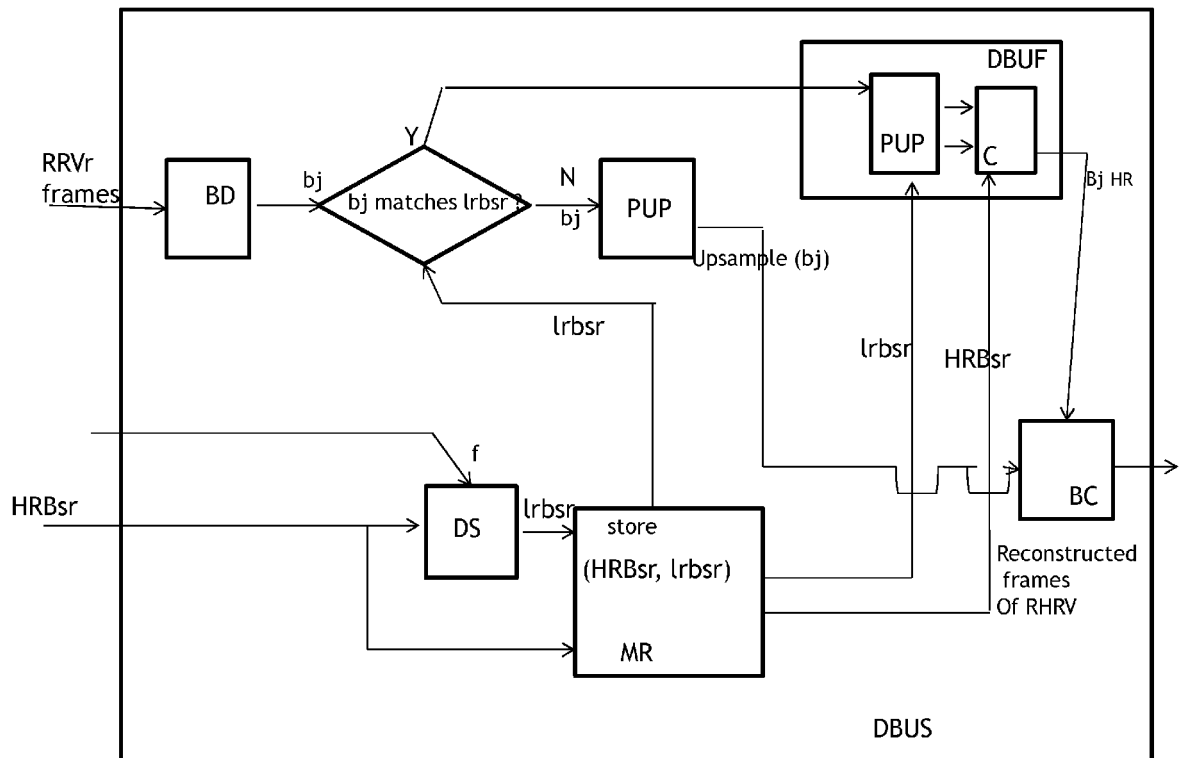 DBUF
PUP
C
Y
RRVr
frames
BD
bj
bj matches lrbsr ?
N
bj
PUP
Bj HR
Upsample (bj)
lrbsr
lrbsr
HRBsr
f
HRBsr
DS
lrbsr
store
(HRBsr, lrbsr)
MR
BC
Reconstructed
frames
Of RHRV
DBUS